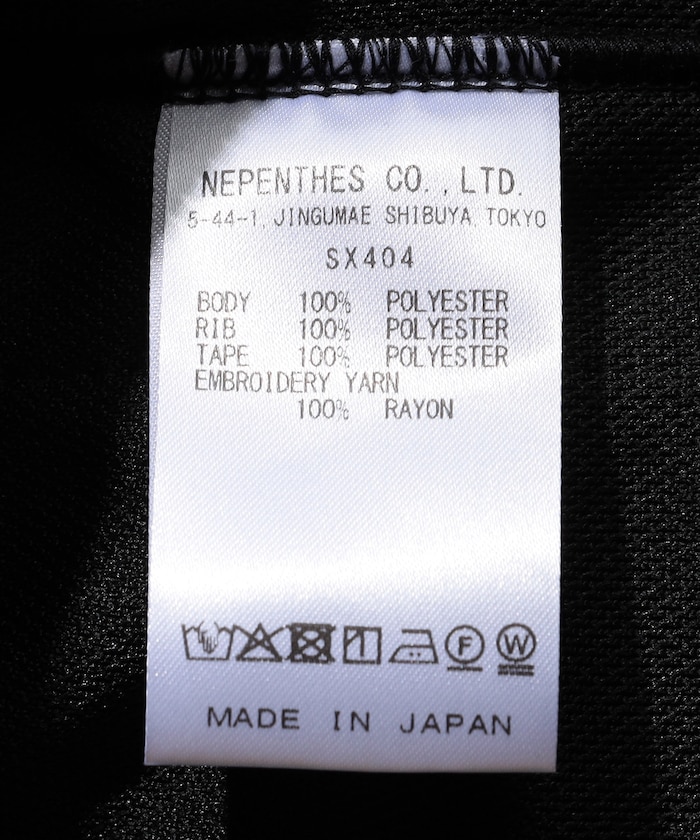 NEPENTHES CO.,LTD.
5-44-1, JINGUMAE SHIBUYA, TOKYO
SX404
BODY 100% POLYESTER
RIB 100% POLYESTER
TAPE 100% POLYESTER
EMBROIDERY YARN
100% RAYON
F W
MADE IN JAPAN